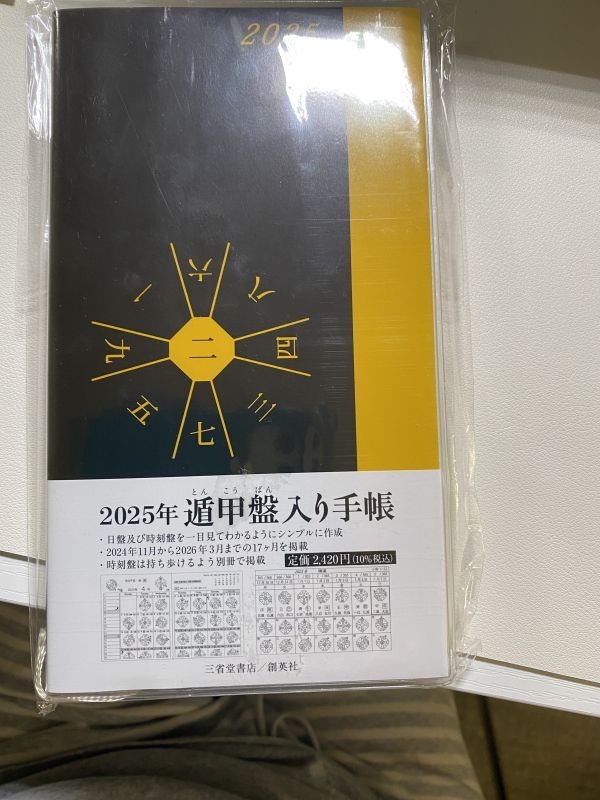 2025
六
一
八
九
二
四
五
三
七
とん こう ばん
2025年 遁甲盤入り手帳
・日盤及び時刻盤を一目見てわかるようにシンプルに作成
・2024年11月から2026年3月までの17ヶ月を掲載
・時刻盤は持ち歩けるよう別冊で掲載 定価2,420円(10%税込)
三省堂書店/創英社